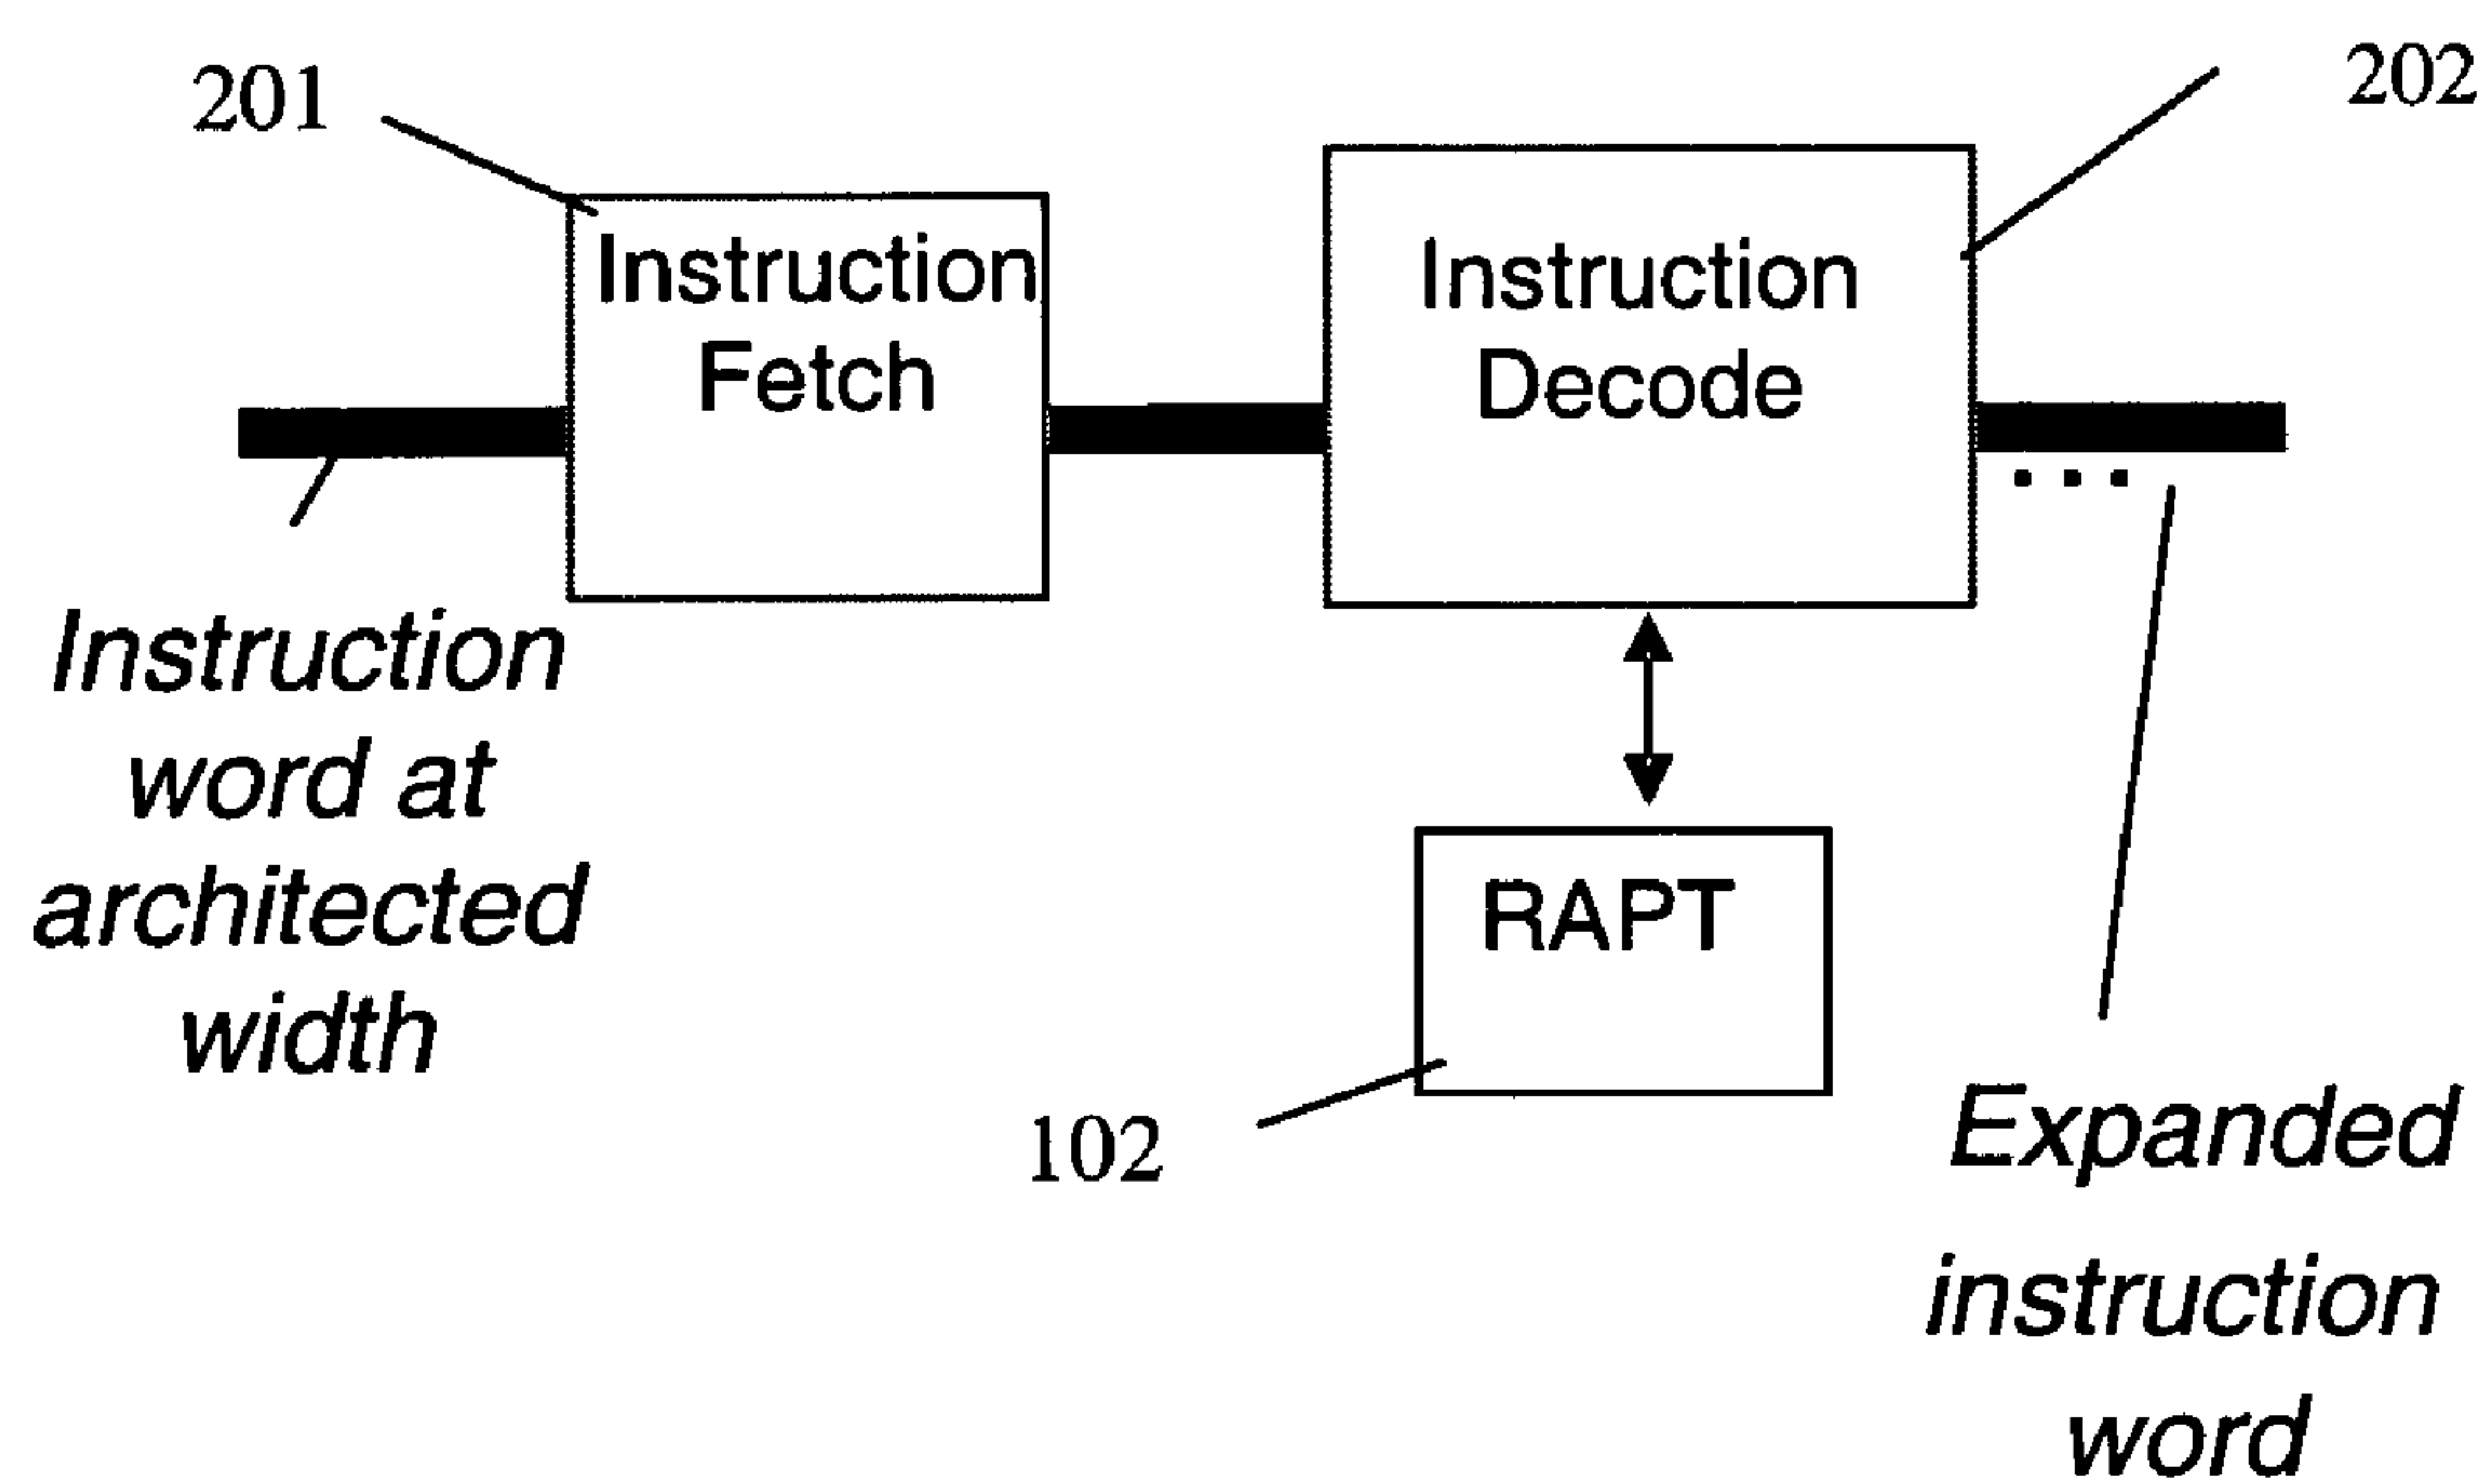 201
202
Instruction
Fetch
Instruction
Decode
Instruction
word at
architected
width
RAPT
102
Expanded
instruction
word